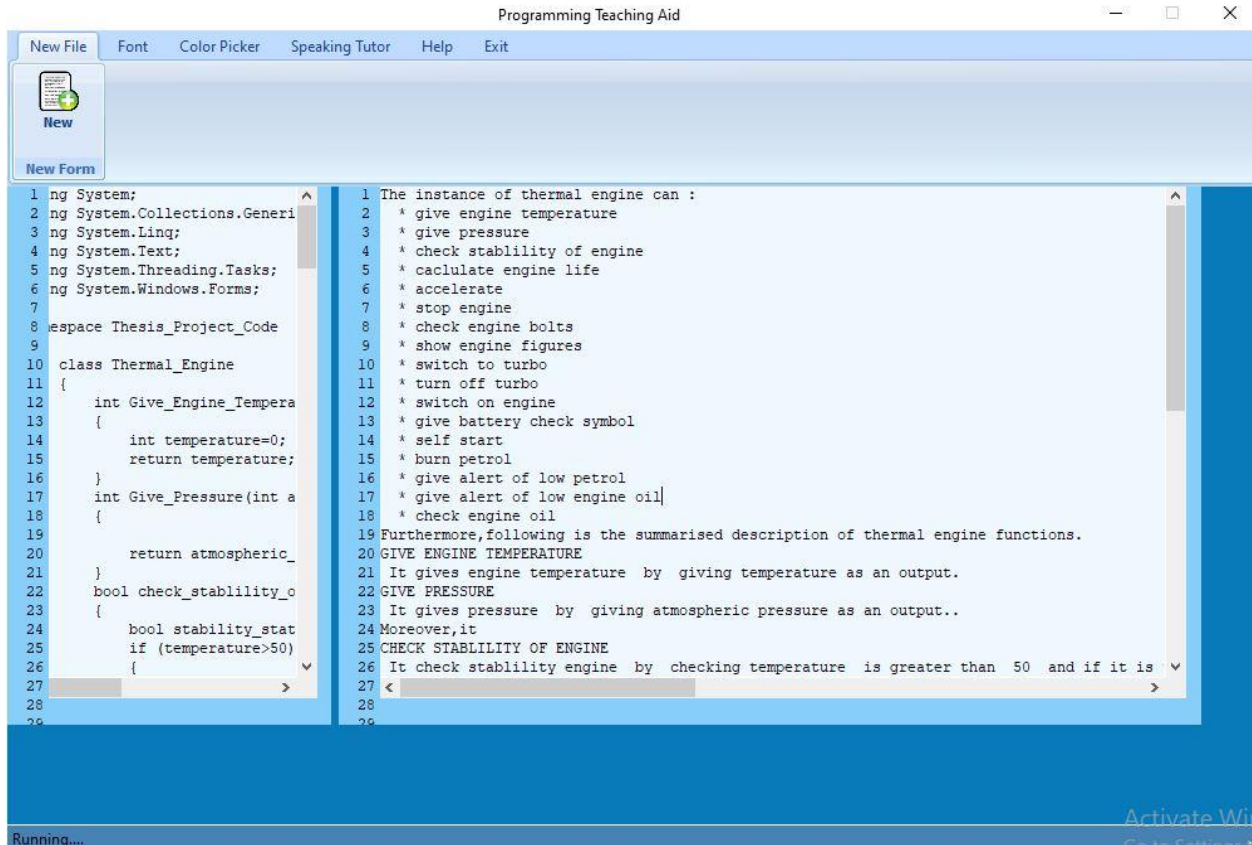 Programming Teaching Aid
New File Font Color Picker Speaking Tutor Help Exit
New
New Form
1 ng System;
2 ng System.Collections.Generi
3 ng System.Linq;
4 ng System.Text;
5 ng System.Threading.Tasks;
6 ng System.Windows.Forms;
7
8 espace Thesis_Project_Code
9
10 class Thermal_Engine
11 {
12 int Give_Engine_Tempera
13 {
14 int temperature=0;
15 return temperature;
16 }
17 int Give_Pressure(int a
18 {
19
20 return atmospheric_
21 }
22 bool check_stablility_o
23 {
24 bool stability_stat
25 if (temperature>50)
26 {
27
28
29
1 The instance of thermal engine can :
2 * give engine temperature
3 * give pressure
4 * check stablility of engine
5 * caclulate engine life
6 * accelerate
7 * stop engine
8 * check engine bolts
9 * show engine figures
10 * switch to turbo
11 * turn off turbo
12 * switch on engine
13 * give battery check symbol
14 * self start
15 * burn petrol
16 * give alert of low petrol
17 * give alert of low engine oil
18 * check engine oil
19 Furthermore,following is the summarised description of thermal engine functions.
20 GIVE ENGINE TEMPERATURE
21 It gives engine temperature by giving temperature as an output.
22 GIVE PRESSURE
23 It gives pressure by giving atmospheric pressure as an output..
24 Moreover,it
25 CHECK STABLILITY OF ENGINE
26 It check stablility engine by checking temperature is greater than 50 and if it is
27
28
29
Activate Wi
Go to Settings
Running....